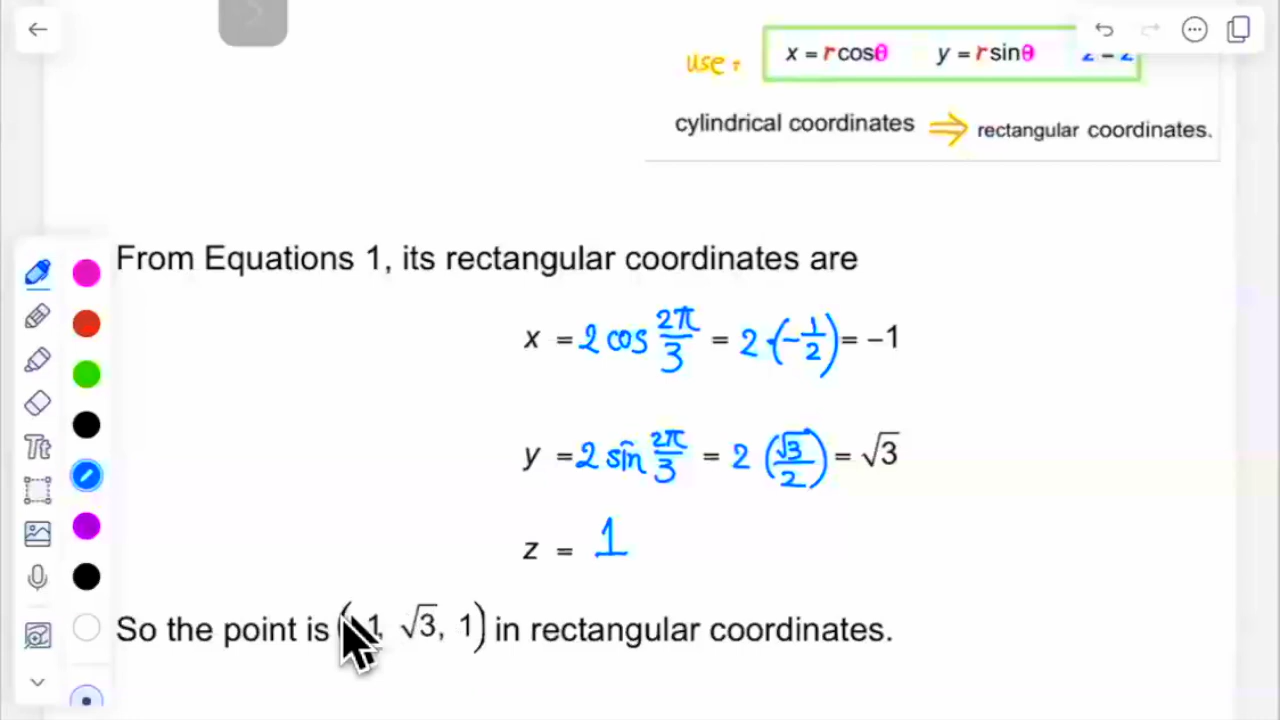 use :
x = r cosθ y = r sinθ z = z
cylindrical coordinates ⇒ rectangular coordinates.
From Equations 1, its rectangular coordinates are
x = 2 cos 2π/3 = 2 · (−1/2) = −1
y = 2 sin 2π/3 = 2 (√3/2) = √3
z = 1
So the point is ( 1, √3, 1) in rectangular coordinates.
Tt